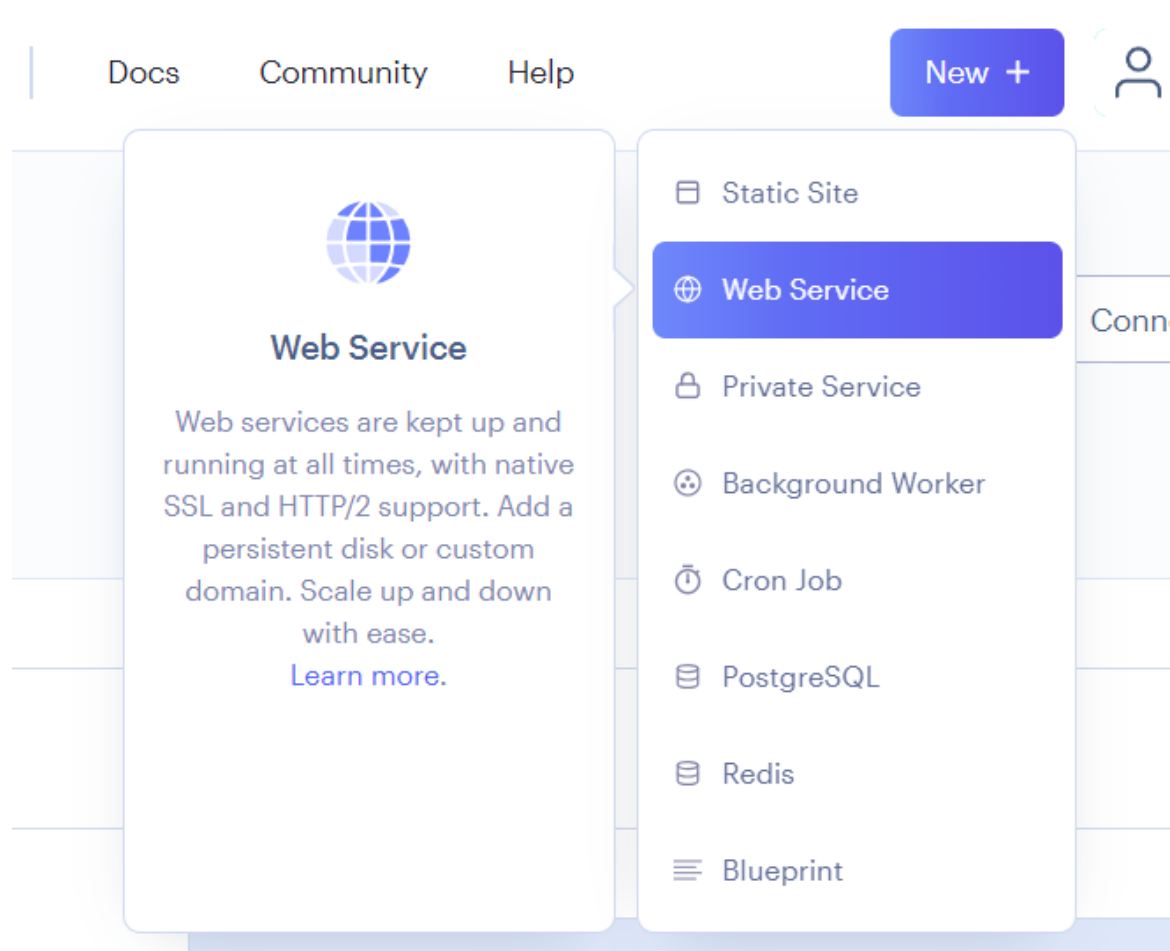 Docs
Community
Help
New +
Web Service
Web services are kept up and
running at all times, with native
SSL and HTTP/2 support. Add a
persistent disk or custom
domain. Scale up and down
with ease.
Learn more.
Static Site
Web Service
Private Service
Background Worker
Cron Job
PostgreSQL
Redis
Blueprint